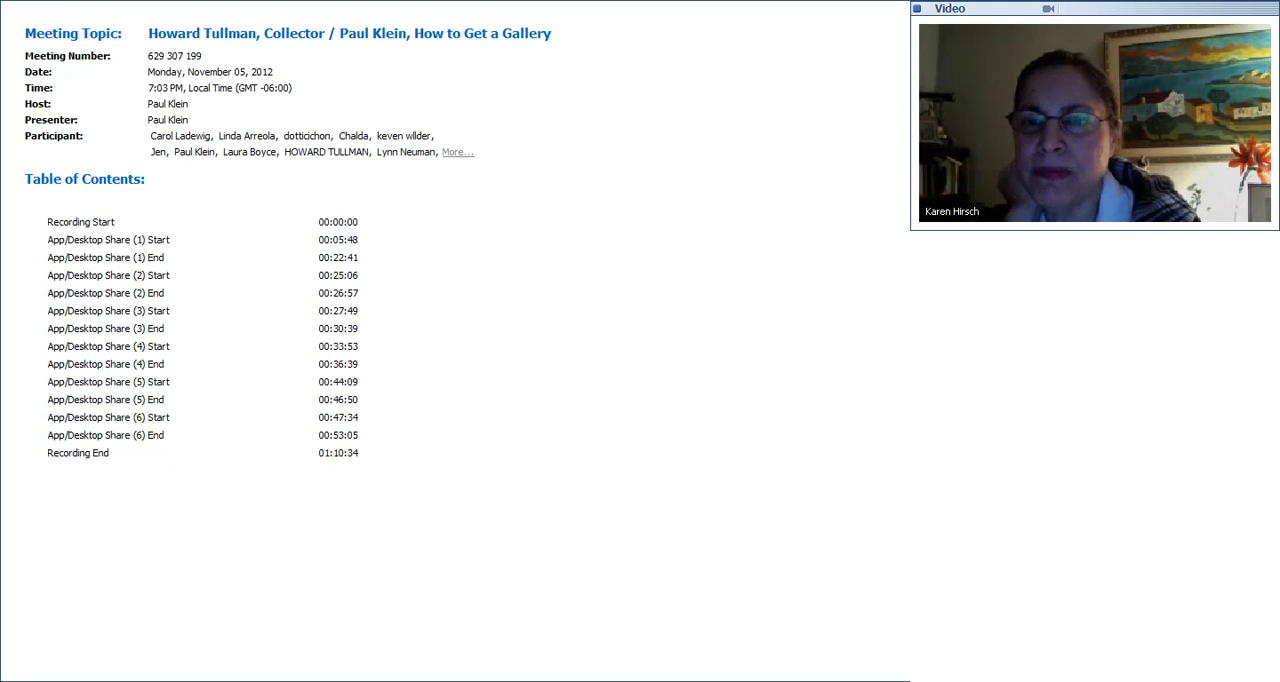 Meeting Topic: Howard Tullman, Collector / Paul Klein, How to Get a Gallery
Meeting Number: 629 307 199
Date: Monday, November 05, 2012
Time: 7:03 PM, Local Time (GMT -06:00)
Host: Paul Klein
Presenter: Paul Klein
Participant: Carol Ladewig, Linda Arreola, dotticichon, Chalda, keven wilder,
Jen, Paul Klein, Laura Boyce, HOWARD TULLMAN, Lynn Neuman, More...
Table of Contents:
Recording Start 00:00:00
App/Desktop Share (1) Start 00:05:48
App/Desktop Share (1) End 00:22:41
App/Desktop Share (2) Start 00:25:06
App/Desktop Share (2) End 00:26:57
App/Desktop Share (3) Start 00:27:49
App/Desktop Share (3) End 00:30:39
App/Desktop Share (4) Start 00:33:53
App/Desktop Share (4) End 00:36:39
App/Desktop Share (5) Start 00:44:09
App/Desktop Share (5) End 00:46:50
App/Desktop Share (6) Start 00:47:34
App/Desktop Share (6) End 00:53:05
Recording End 01:10:34
Video
Karen Hirsch